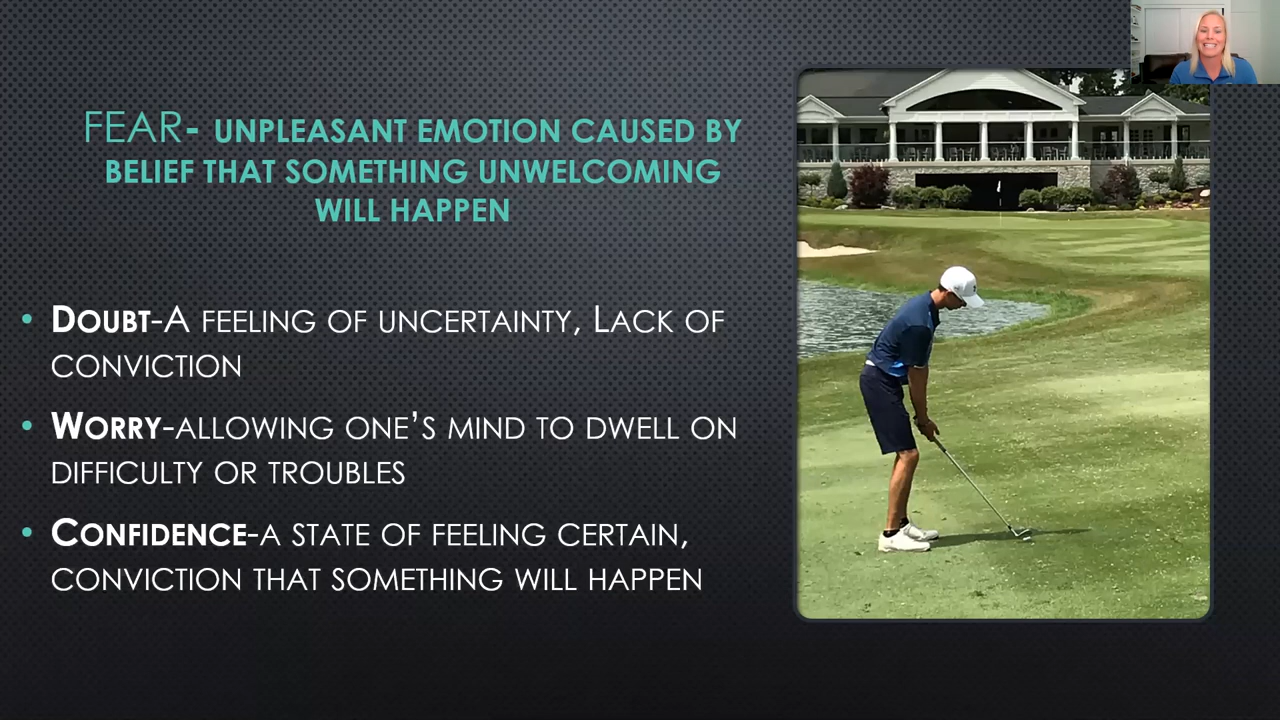 FEAR- UNPLEASANT EMOTION CAUSED BY
BELIEF THAT SOMETHING UNWELCOMING
WILL HAPPEN
• DOUBT-A FEELING OF UNCERTAINTY, LACK OF
CONVICTION
• WORRY-ALLOWING ONE’S MIND TO DWELL ON
DIFFICULTY OR TROUBLES
• CONFIDENCE-A STATE OF FEELING CERTAIN,
CONVICTION THAT SOMETHING WILL HAPPEN